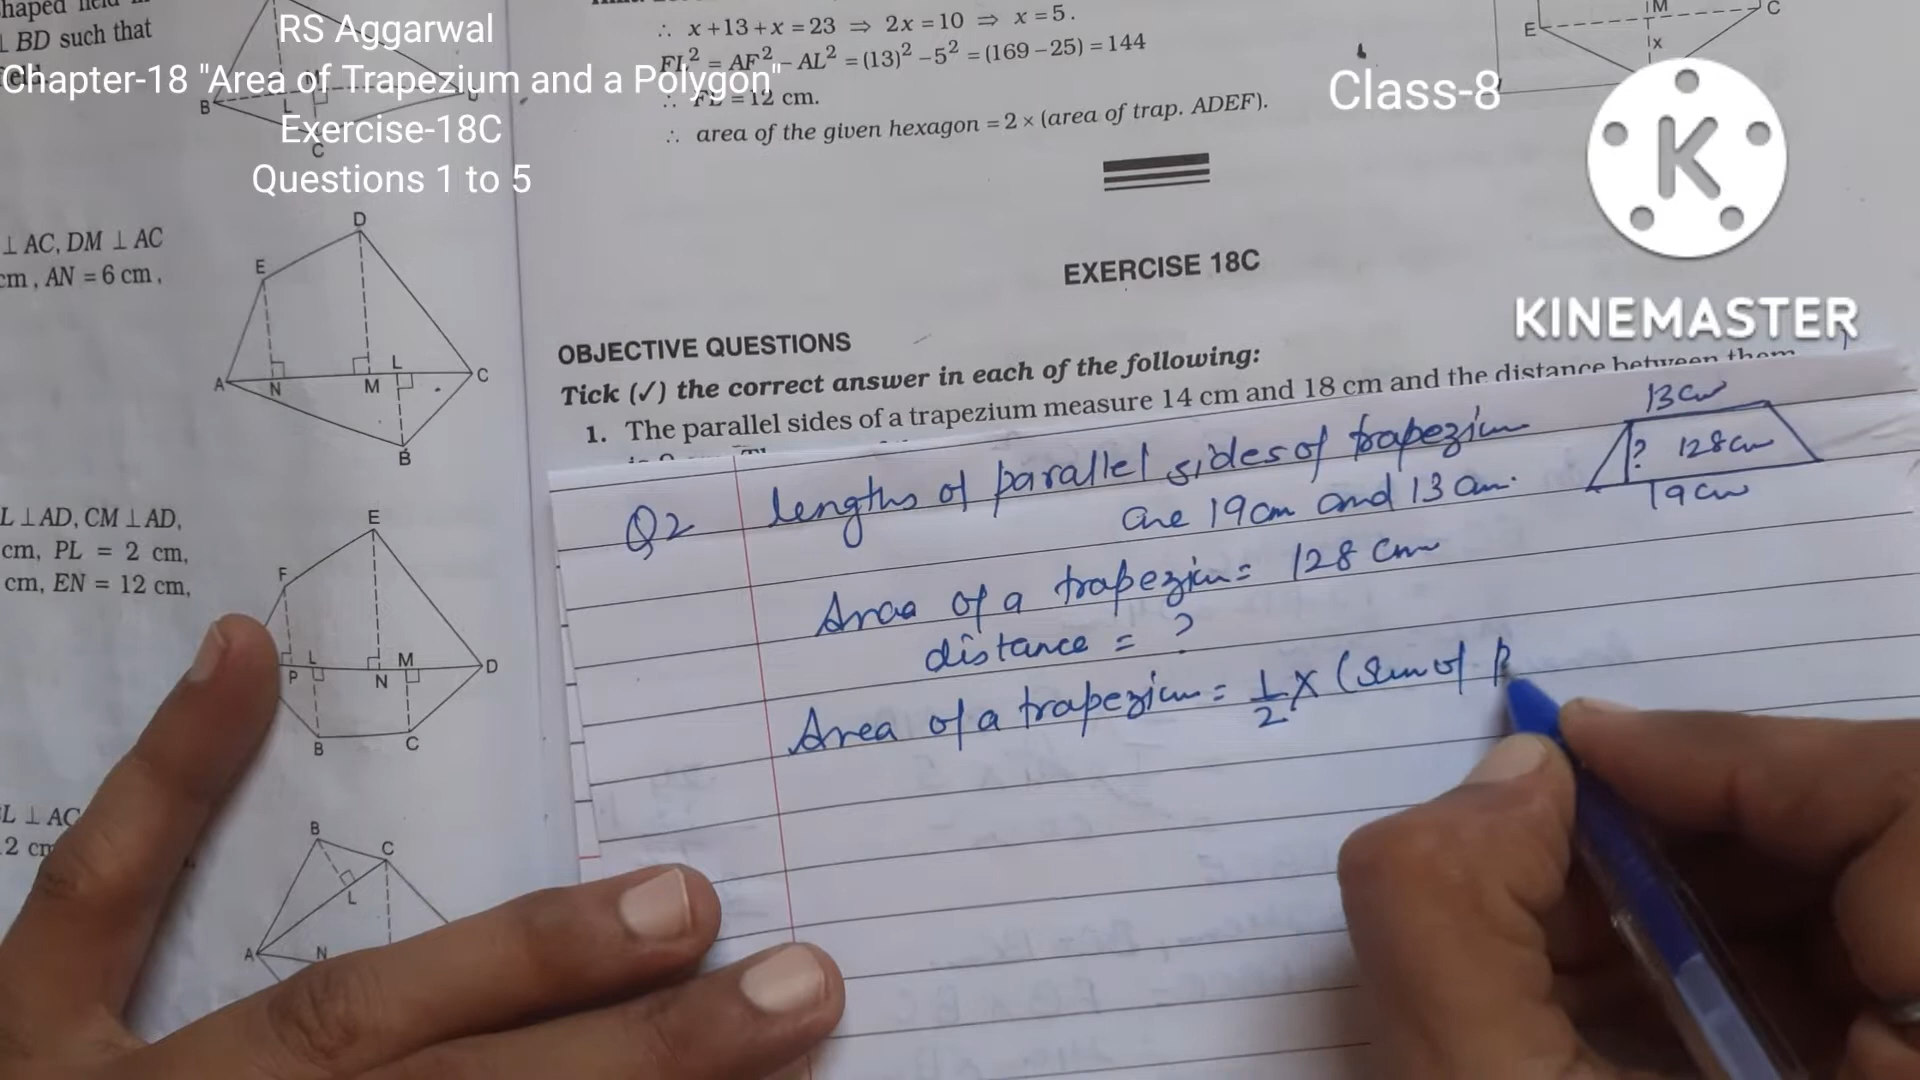 RS Aggarwal
Chapter-18 "Area of Trapezium and a Polygon"
Exercise-18C
Questions 1 to 5
Class-8
KINEMASTER
K
⊥ BD such that
B
L
C
⊥ AC, DM ⊥ AC
cm, AN = 6 cm,
D
E
A
N
M
L
C
B
L ⊥ AD, CM ⊥ AD,
cm, PL = 2 cm,
cm, EN = 12 cm,
E
F
P
L
N
M
D
B
C
L ⊥ AC
2 cm
B
C
L
A
N
∴ x+13+x = 23 ⇒ 2x = 10 ⇒ x = 5.
FL² = AF² – AL² = (13)² – 5² = (169 – 25) = 144
∴ FL = 12 cm.
∴ area of the given hexagon = 2 × (area of trap. ADEF).
E
M
C
x
EXERCISE 18C
OBJECTIVE QUESTIONS
Tick (✓) the correct answer in each of the following:
1. The parallel sides of a trapezium measure 14 cm and 18 cm and the distance between them
Q2 lengths of parallel sides of trapezium
are 19cm and 13 cm.
13cm
? 128cm
19cm
Area of a trapezium = 128 cm
distance = ?
Area of a trapezium = 1/2 × (Sum of